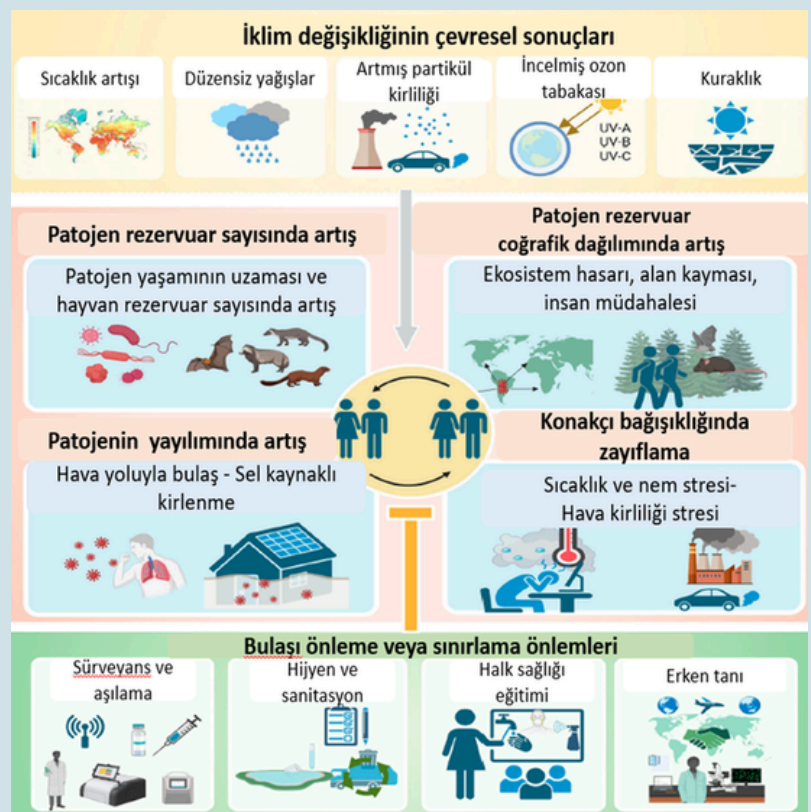 İklim değişikliğinin çevresel sonuçları
Sıcaklık artışı
Düzensiz yağışlar
Artmış partikül
kirliliği
İncelmiş ozon
tabakası
UV-A
UV-B
UV-C
Kuraklık
Patojen rezervuar sayısında artış
Patojen yaşamının uzaması ve
hayvan rezervuar sayısında artış
Patojen rezervuar
coğrafik dağılımında artış
Ekosistem hasarı, alan kayması,
insan müdahalesi
Patojenin yayılımında artış
Hava yoluyla bulaş - Sel kaynaklı
kirlenme
Konakçı bağışıklığında
zayıflama
Sıcaklık ve nem stresi-
Hava kirliliği stresi
Bulaşı önleme veya sınırlama önlemleri
Sürveyans ve
aşılama
Hijyen ve
sanitasyon
Halk sağlığı
eğitimi
Erken tanı